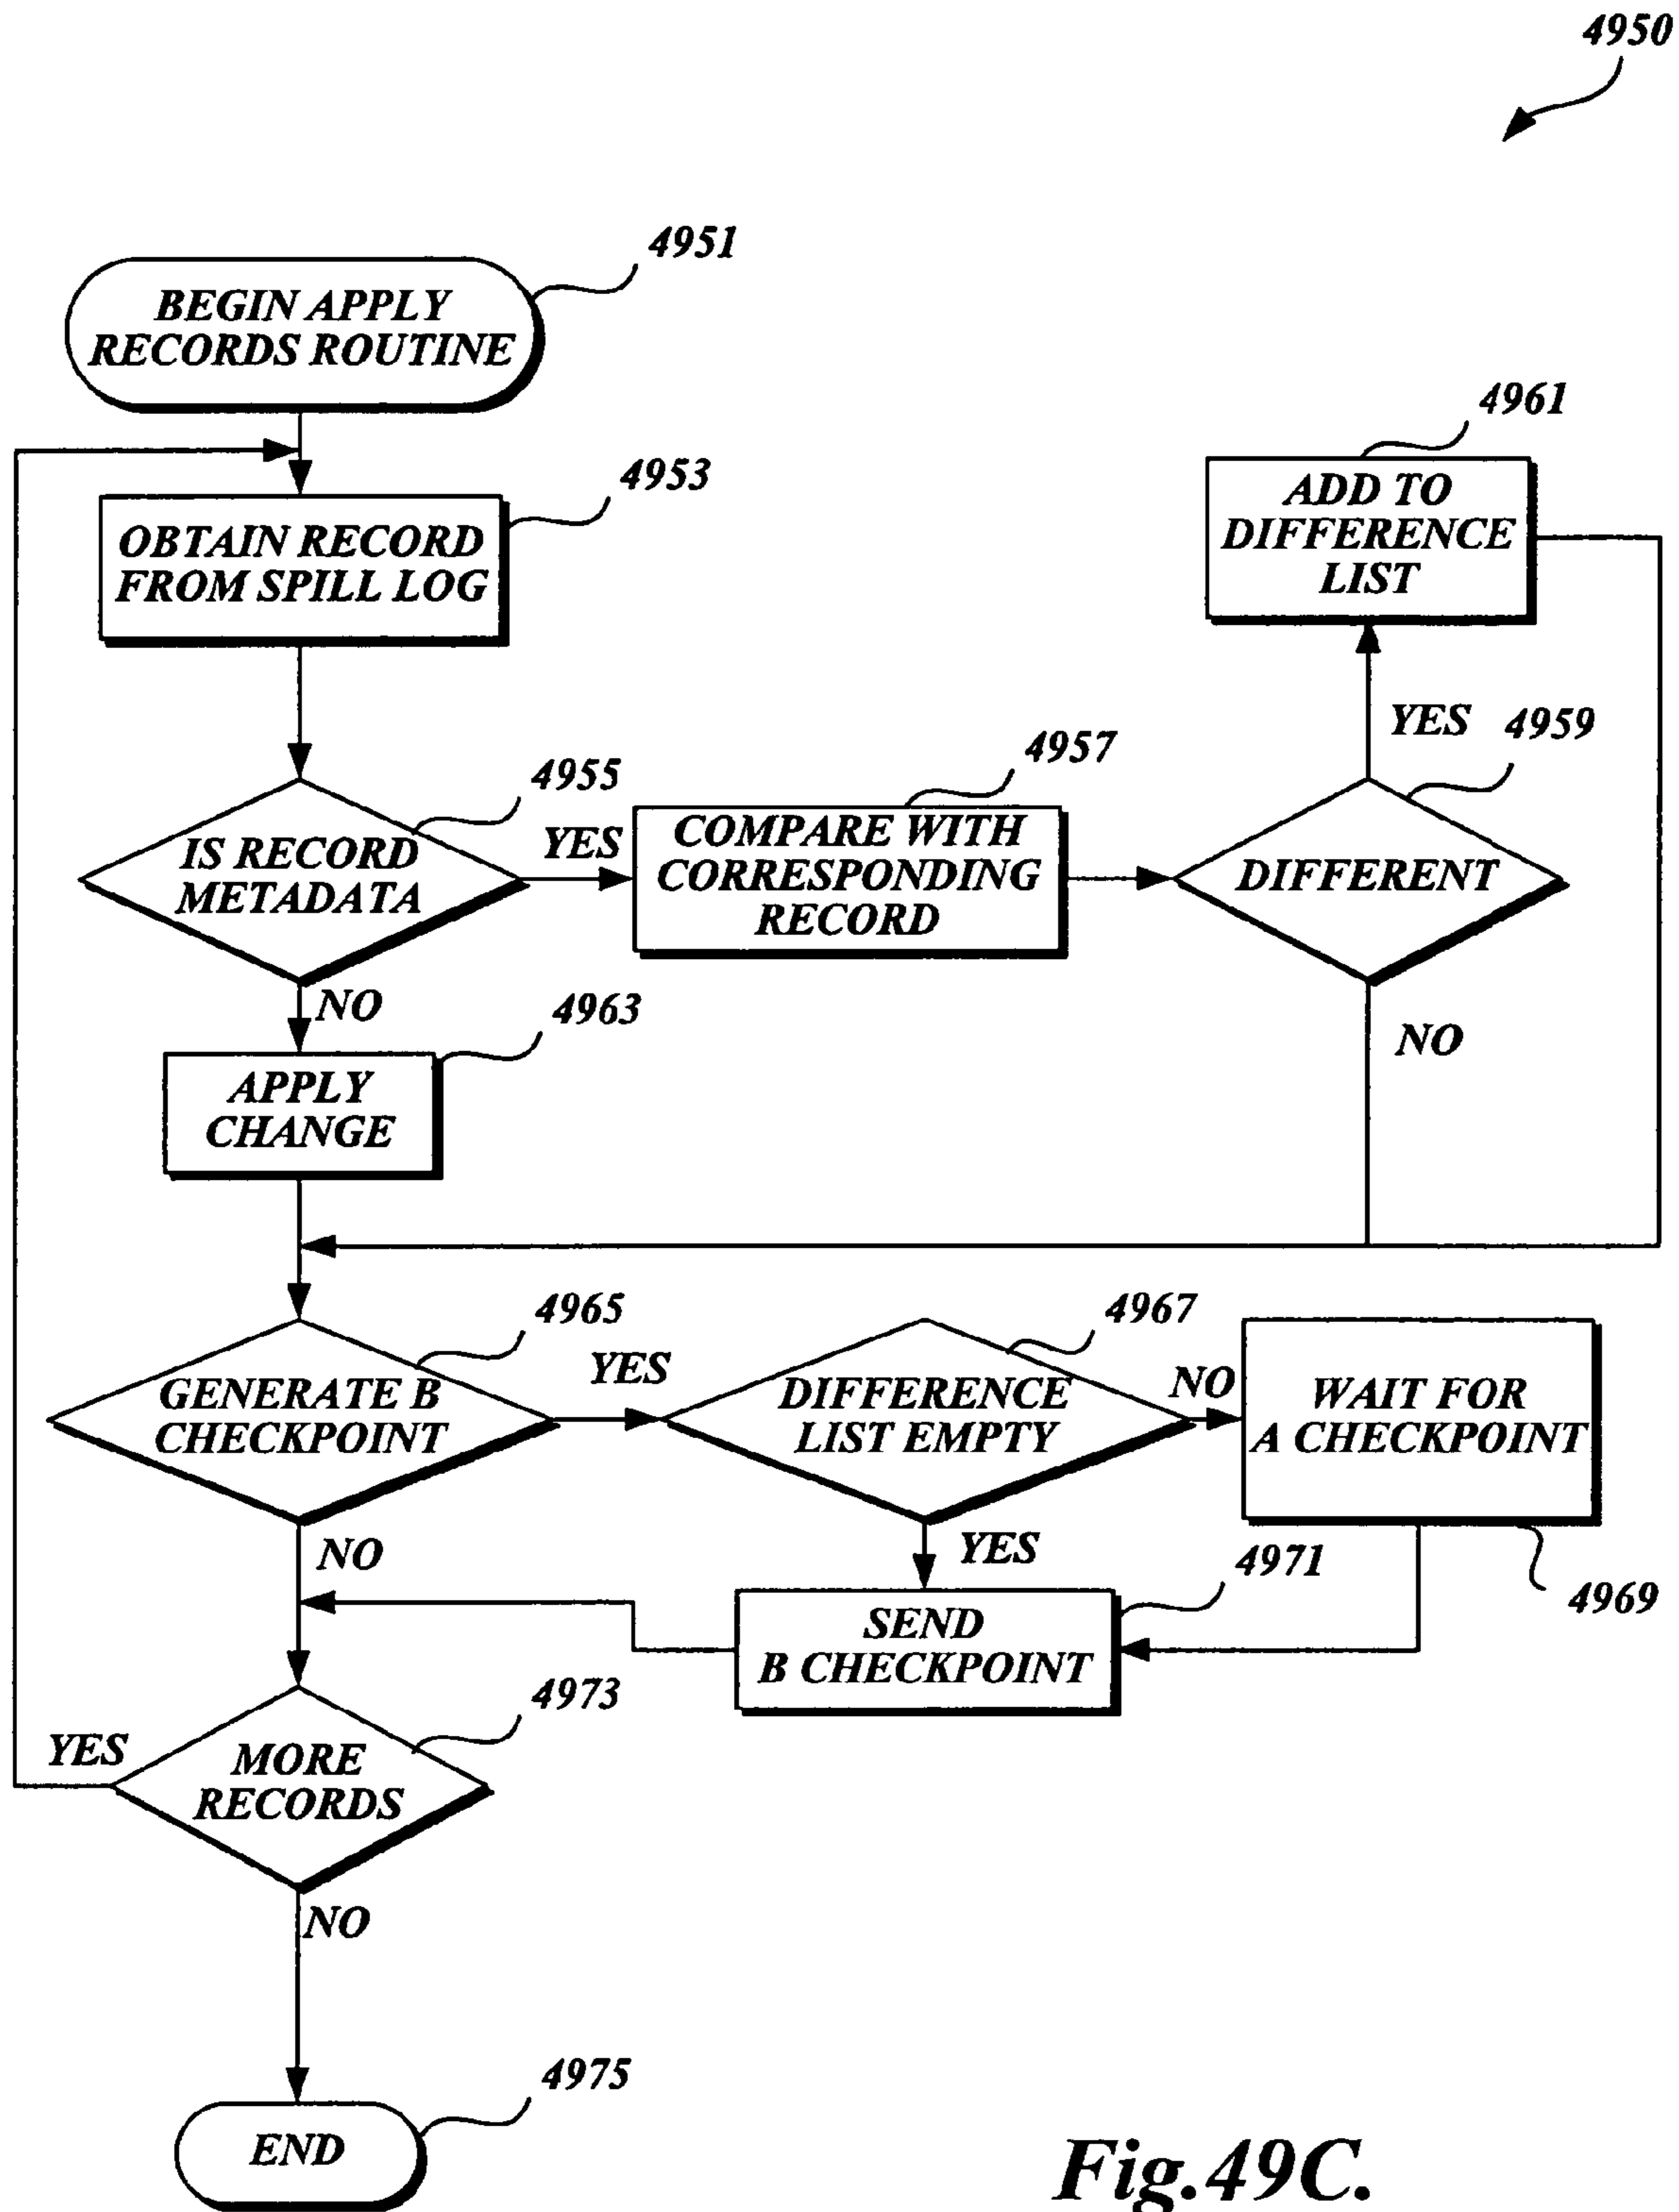 4950
4951
BEGIN APPLY
RECORDS ROUTINE
4953
OBTAIN RECORD
FROM SPILL LOG
4961
ADD TO
DIFFERENCE
LIST
YES
4959
4955
IS RECORD
METADATA
YES
4957
COMPARE WITH
CORRESPONDING
RECORD
DIFFERENT
NO
NO
4963
APPLY
CHANGE
4965
GENERATE B
CHECKPOINT
YES
4967
DIFFERENCE
LIST EMPTY
NO
WAIT FOR
A CHECKPOINT
4969
NO
YES
4971
SEND
B CHECKPOINT
4973
YES
MORE
RECORDS
NO
4975
END
Fig.49C.